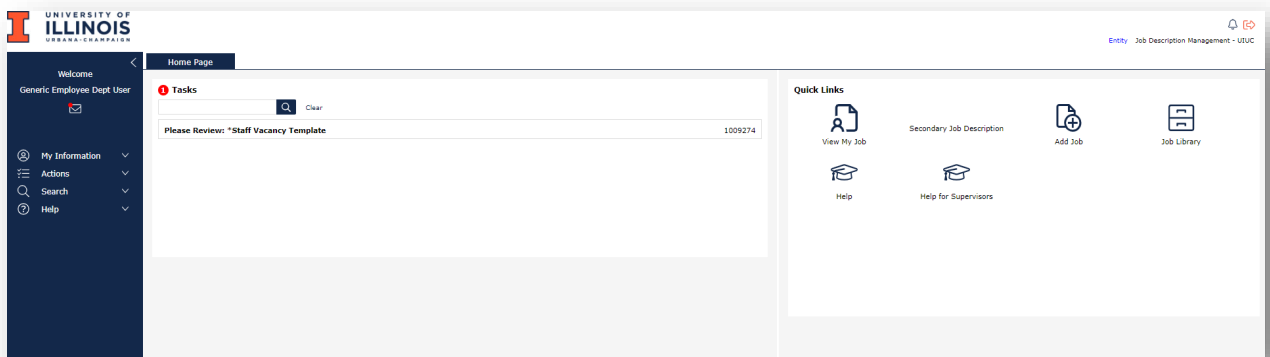 UNIVERSITY OF
ILLINOIS
URBANA-CHAMPAIGN
Entity Job Description Management - UIUC
Home Page
Welcome
Generic Employee Dept User
My Information
Actions
Search
Help
1 Tasks
Clear
Please Review: *Staff Vacancy Template 1009274
Quick Links
View My Job
Secondary Job Description
Add Job
Job Library
Help
Help for Supervisors